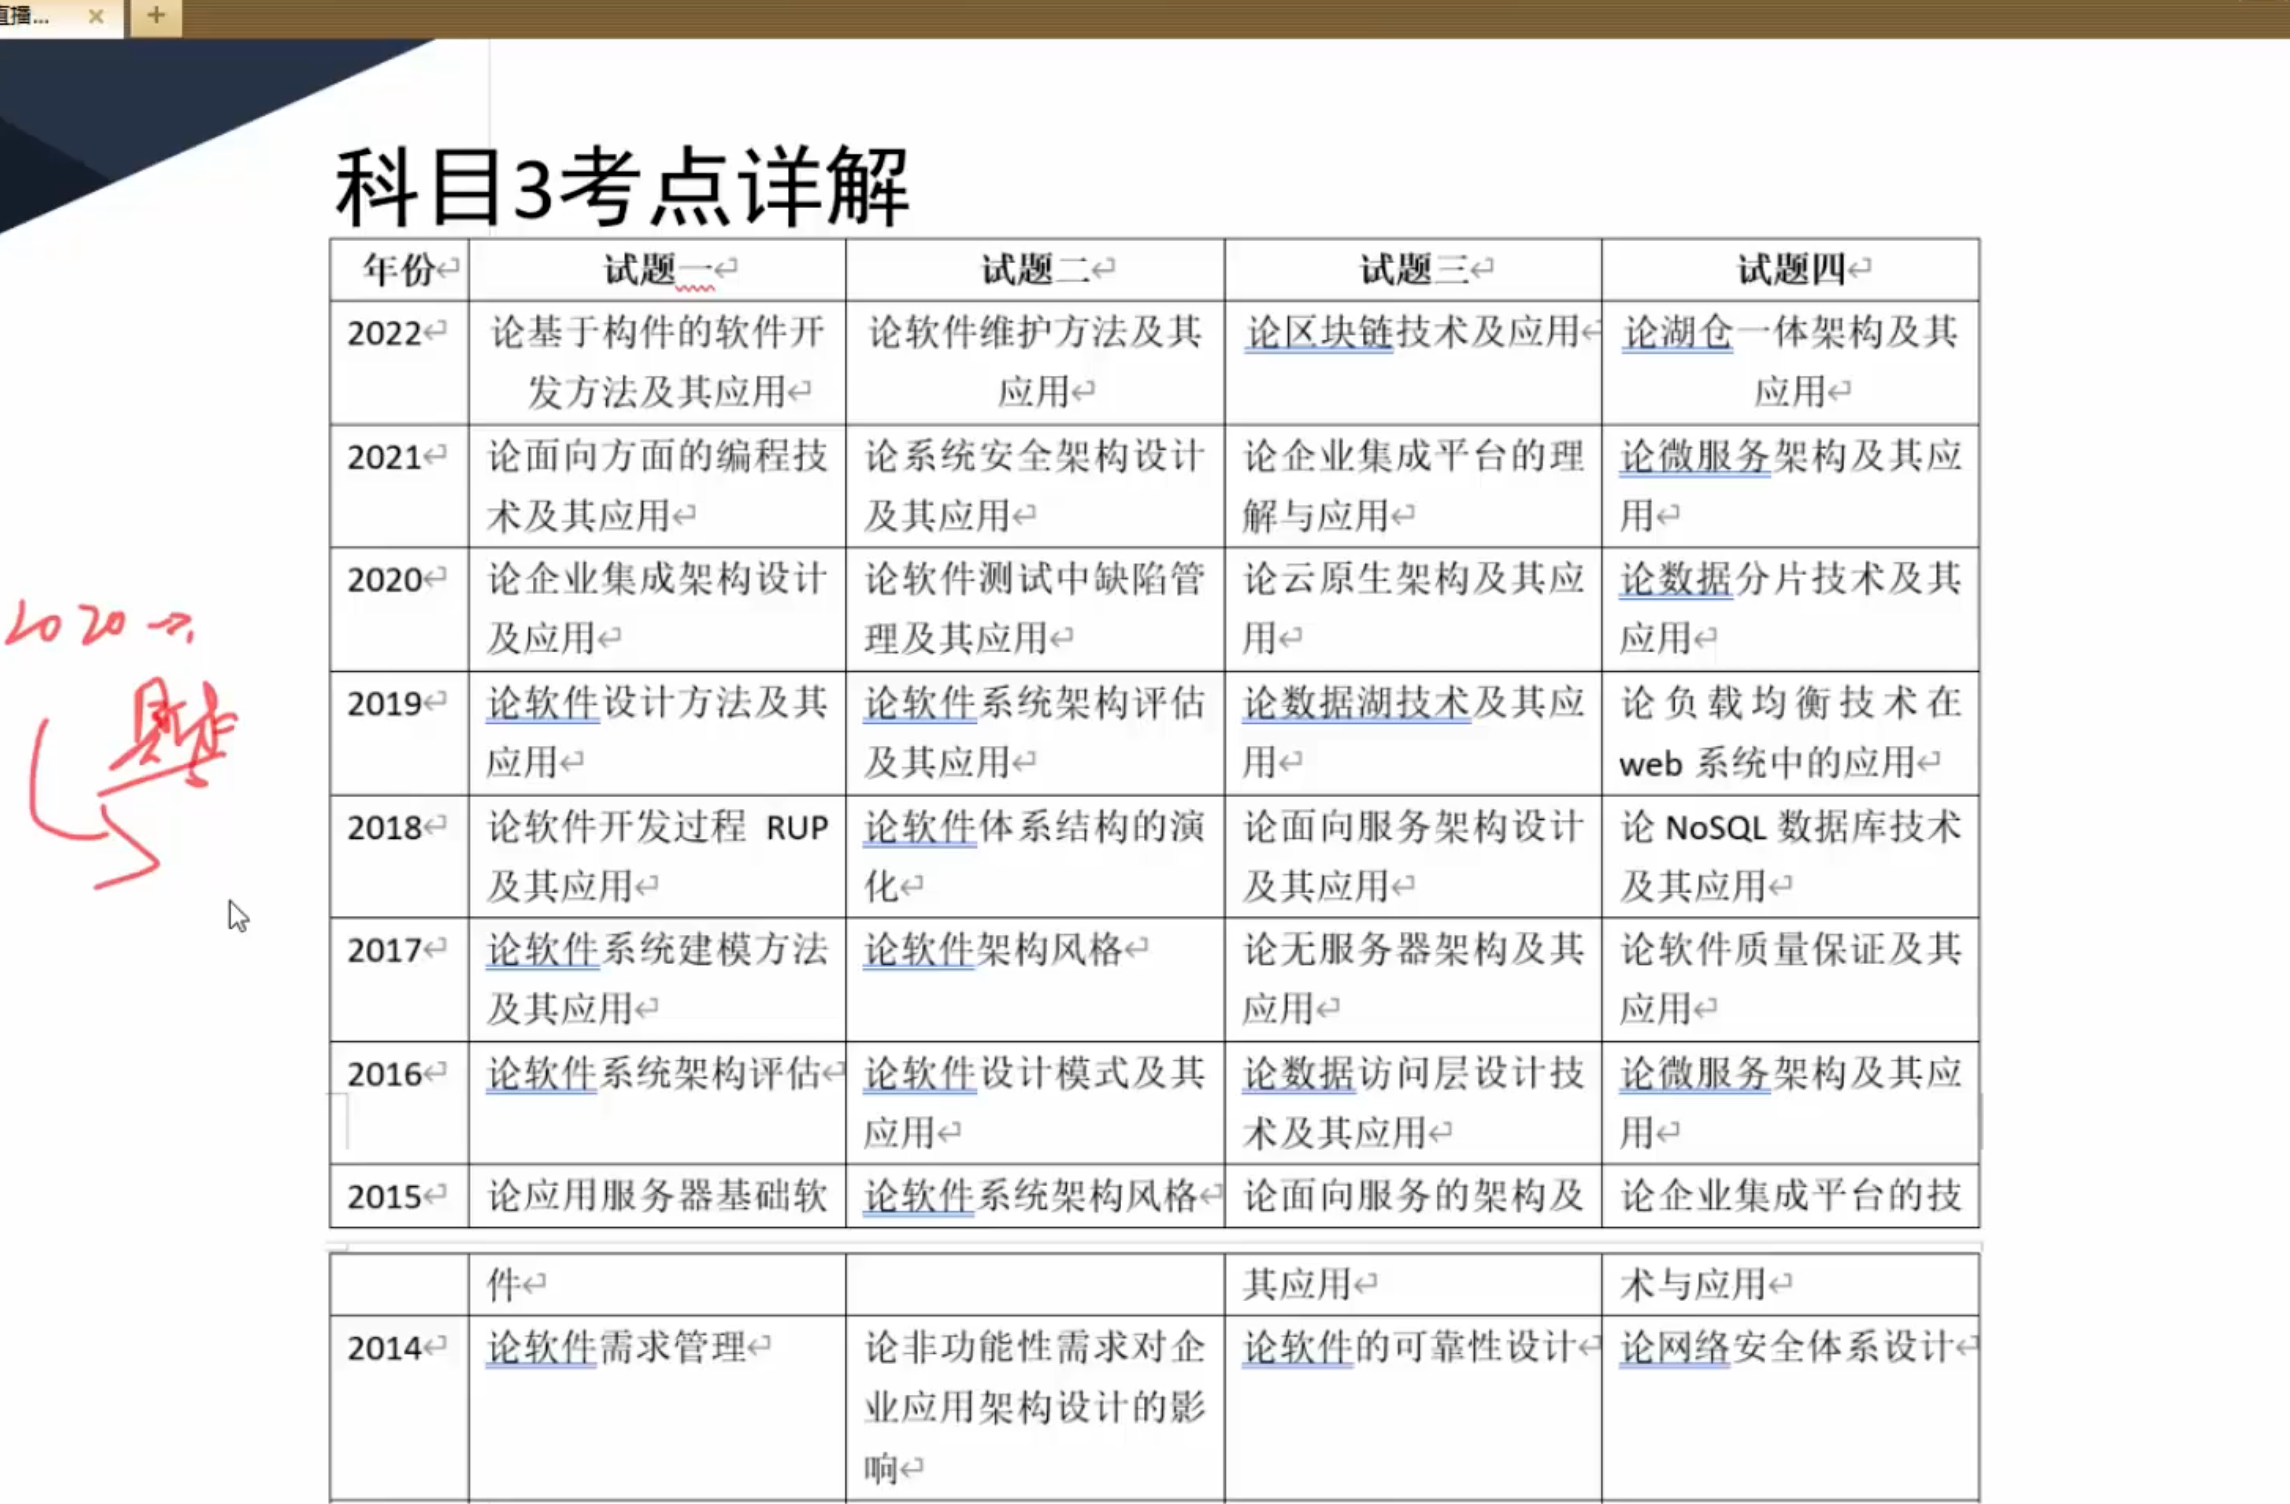 直播...
科目3考点详解
年份 试题一 试题二 试题三 试题四
2022 论基于构件的软件开 论软件维护方法及其 论区块链技术及应用 论湖仓一体架构及其
发方法及其应用 应用 应用
2021 论面向方面的编程技 论系统安全架构设计 论企业集成平台的理 论微服务架构及其应
术及其应用 及其应用 解与应用 用
2020 论企业集成架构设计 论软件测试中缺陷管 论云原生架构及其应 论数据分片技术及其
及应用 理及其应用 用 应用
2020
2019 论软件设计方法及其 论软件系统架构评估 论数据湖技术及其应 论负载均衡技术在
应用 及其应用 用 web 系统中的应用
2018 论软件开发过程 RUP 论软件体系结构的演 论面向服务架构设计 论 NoSQL 数据库技术
及其应用 化 及其应用 及其应用
2017 论软件系统建模方法 论软件架构风格 论无服务器架构及其 论软件质量保证及其
及其应用 应用 应用
2016 论软件系统架构评估 论软件设计模式及其 论数据访问层设计技 论微服务架构及其应
应用 术及其应用 用
2015 论应用服务器基础软 论软件系统架构风格 论面向服务的架构及 论企业集成平台的技
件 其应用 术与应用
2014 论软件需求管理 论非功能性需求对企 论软件的可靠性设计 论网络安全体系设计
业应用架构设计的影
响